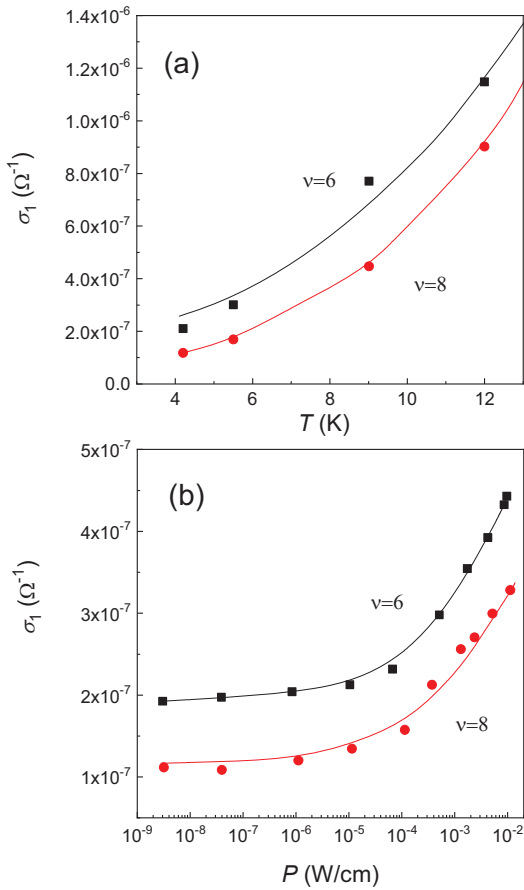 (a)
σ₁ (Ω⁻¹)
1.4x10⁻⁶
1.2x10⁻⁶
1.0x10⁻⁶
8.0x10⁻⁷
6.0x10⁻⁷
4.0x10⁻⁷
2.0x10⁻⁷
0.0
ν=6
ν=8
4 6 8 10 12
T (K)
(b)
σ₁ (Ω⁻¹)
5x10⁻⁷
4x10⁻⁷
3x10⁻⁷
2x10⁻⁷
1x10⁻⁷
ν=6
ν=8
10⁻⁹ 10⁻⁸ 10⁻⁷ 10⁻⁶ 10⁻⁵ 10⁻⁴ 10⁻³ 10⁻²
P (W/cm)